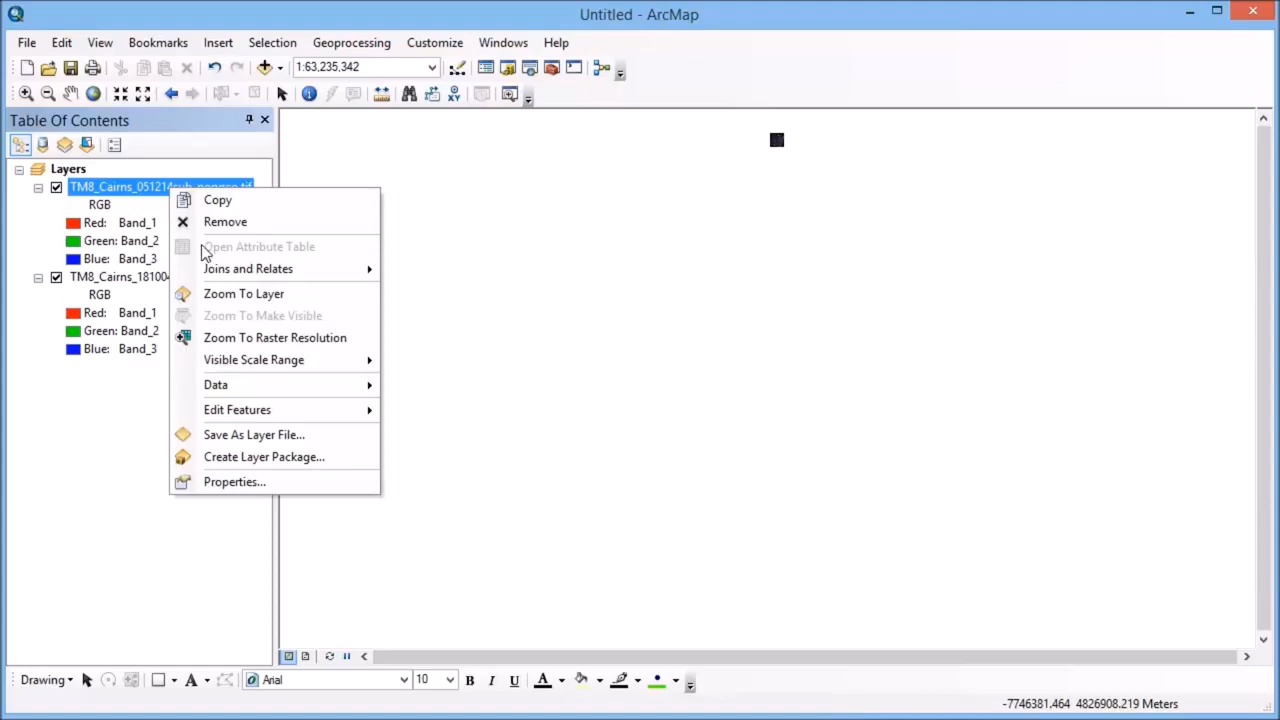 Untitled - ArcMap
File Edit View Bookmarks Insert Selection Geoprocessing Customize Windows Help
1:63,235,342
Table Of Contents
Layers
RGB
Red: Band_1
Green: Band_2
Blue: Band_3
TM8_Cairns_18100
RGB
Red: Band_1
Green: Band_2
Blue: Band_3
Copy
Remove
Open Attribute Table
Joins and Relates
Zoom To Layer
Zoom To Make Visible
Zoom To Raster Resolution
Visible Scale Range
Data
Edit Features
Save As Layer File...
Create Layer Package...
Properties...
Drawing A Arial 10 B I U A
-7746381.464 4826908.219 Meters